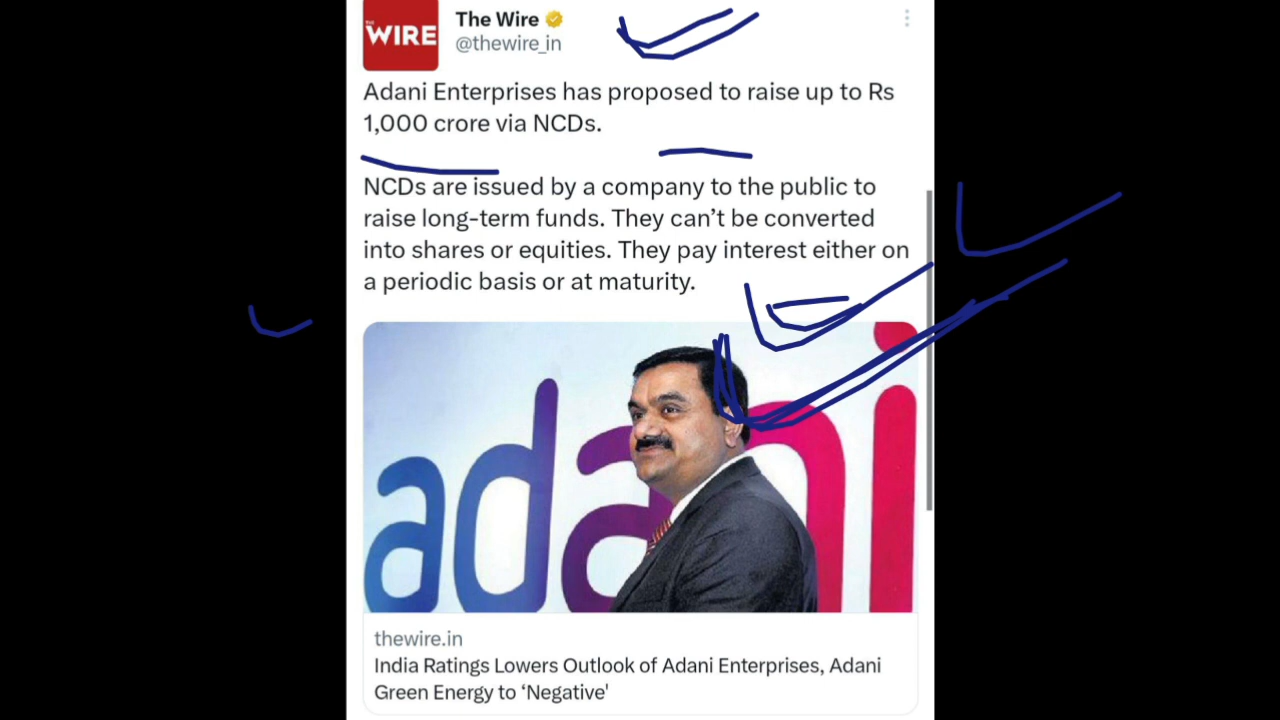 THE
WIRE
The Wire
@thewire_in
Adani Enterprises has proposed to raise up to Rs
1,000 crore via NCDs.
NCDs are issued by a company to the public to
raise long-term funds. They can’t be converted
into shares or equities. They pay interest either on
a periodic basis or at maturity.
adani
thewire.in
India Ratings Lowers Outlook of Adani Enterprises, Adani
Green Energy to ‘Negative'